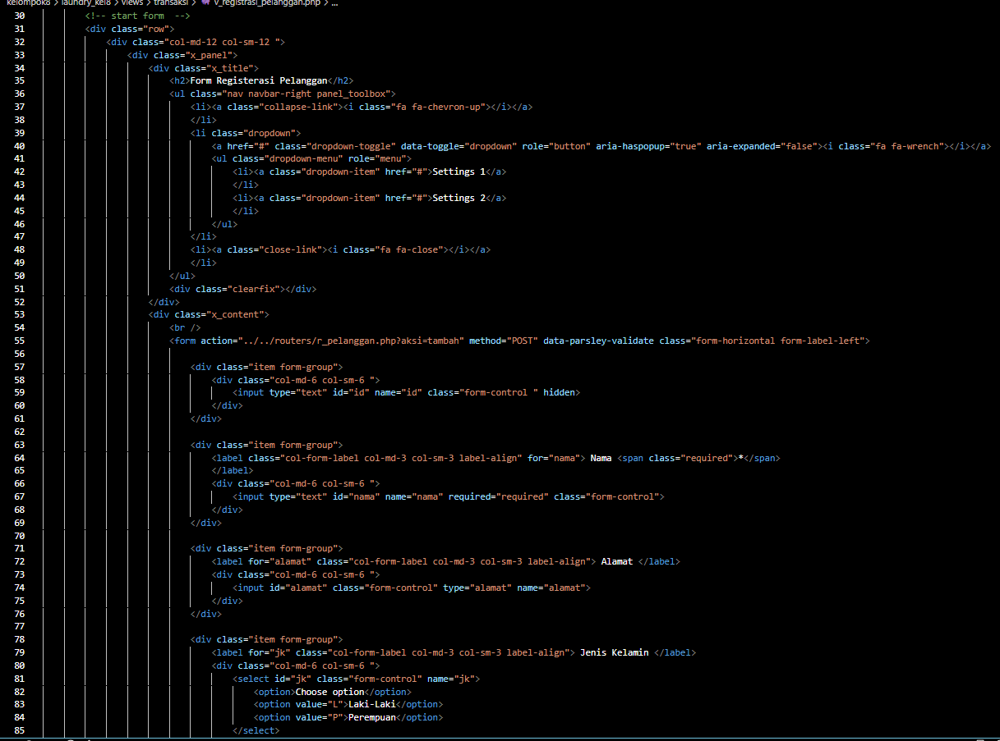 kelompok8 > laundry_kel8 > views > transaksi > v_registrasi_pelanggan.php > ...
30 <!-- start form  -->
31 <div class="row">
32 <div class="col-md-12 col-sm-12 ">
33 <div class="x_panel">
34 <div class="x_title">
35 <h2>Form Registerasi Pelanggan</h2>
36 <ul class="nav navbar-right panel_toolbox">
37 <li><a class="collapse-link"><i class="fa fa-chevron-up"></i></a>
38 </li>
39 <li class="dropdown">
40 <a href="#" class="dropdown-toggle" data-toggle="dropdown" role="button" aria-haspopup="true" aria-expanded="false"><i class="fa fa-wrench"></i></a>
41 <ul class="dropdown-menu" role="menu">
42 <li><a class="dropdown-item" href="#">Settings 1</a>
43 </li>
44 <li><a class="dropdown-item" href="#">Settings 2</a>
45 </li>
46 </ul>
47 </li>
48 <li><a class="close-link"><i class="fa fa-close"></i></a>
49 </li>
50 </ul>
51 <div class="clearfix"></div>
52 </div>
53 <div class="x_content">
54 <br />
55 <form action="../../routers/r_pelanggan.php?aksi=tambah" method="POST" data-parsley-validate class="form-horizontal form-label-left">
56
57 <div class="item form-group">
58 <div class="col-md-6 col-sm-6 ">
59 <input type="text" id="id" name="id" class="form-control " hidden>
60 </div>
61 </div>
62
63 <div class="item form-group">
64 <label class="col-form-label col-md-3 col-sm-3 label-align" for="nama"> Nama <span class="required">*</span>
65 </label>
66 <div class="col-md-6 col-sm-6 ">
67 <input type="text" id="nama" name="nama" required="required" class="form-control">
68 </div>
69 </div>
70
71 <div class="item form-group">
72 <label for="alamat" class="col-form-label col-md-3 col-sm-3 label-align"> Alamat </label>
73 <div class="col-md-6 col-sm-6 ">
74 <input id="alamat" class="form-control" type="alamat" name="alamat">
75 </div>
76 </div>
77
78 <div class="item form-group">
79 <label for="jk" class="col-form-label col-md-3 col-sm-3 label-align"> Jenis Kelamin </label>
80 <div class="col-md-6 col-sm-6 ">
81 <select id="jk" class="form-control" name="jk">
82 <option>Choose option</option>
83 <option value="L">Laki-Laki</option>
84 <option value="P">Perempuan</option>
85 </select>